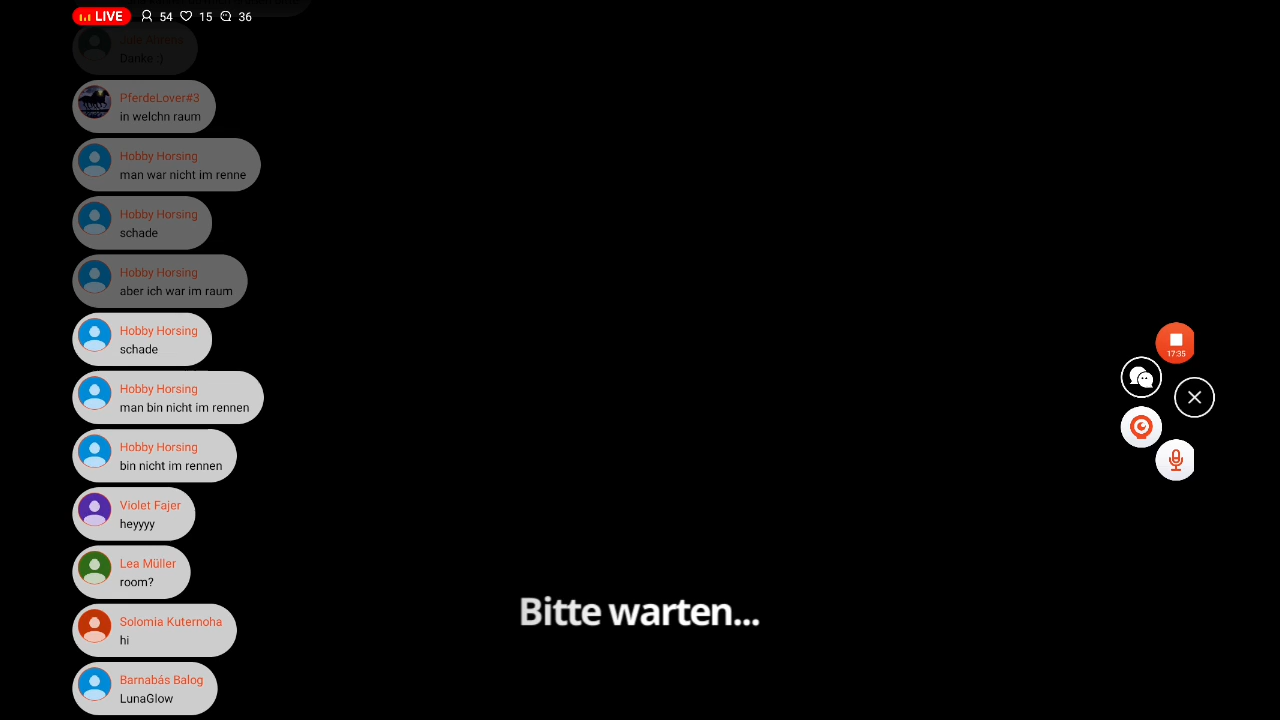 LIVE 54 15 36
Danke :)
PferdeLover#3
in welchn raum
Hobby Horsing
man war nicht im renne
Hobby Horsing
schade
Hobby Horsing
aber ich war im raum
Hobby Horsing
schade
17:35
Hobby Horsing
man bin nicht im rennen
Hobby Horsing
bin nicht im rennen
Violet Fajer
heyyyy
Lea Müller
room?
Bitte warten...
Solomia Kuternoha
hi
Barnabás Balog
LunaGlow